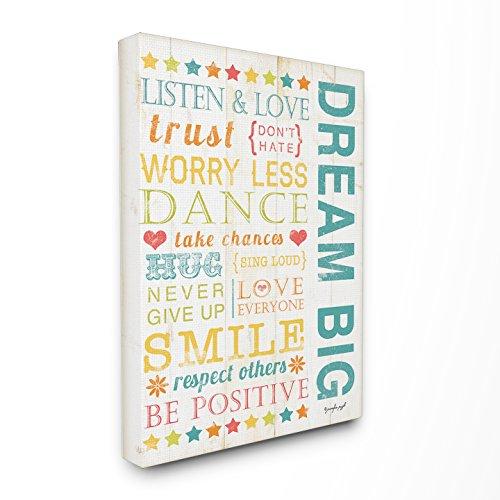 LISTEN & LOVE
trust {DON'T HATE}
WORRY LESS
DANCE
take chances
HUG {SING LOUD}
NEVER GIVE UP
LOVE EVERYONE
SMILE
respect others
BE POSITIVE
DREAM BIG